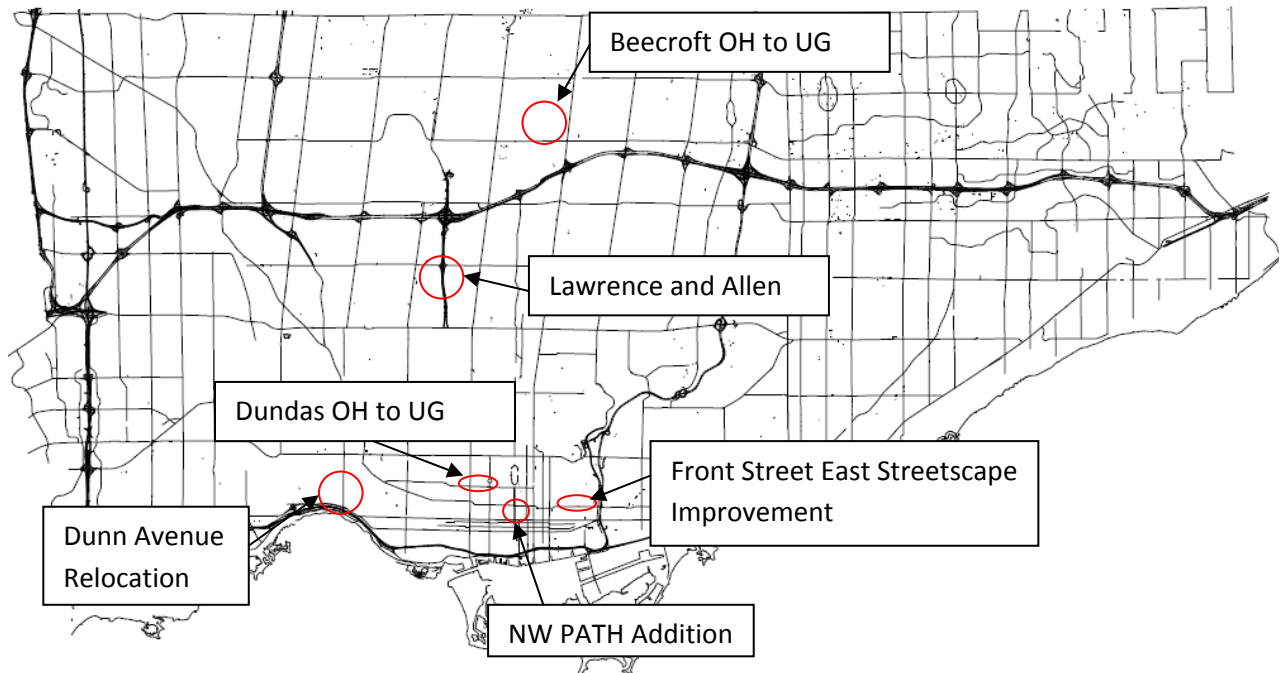 Beecroft OH to UG
Lawrence and Allen
Dundas OH to UG
Front Street East Streetscape
Improvement
Dunn Avenue
Relocation
NW PATH Addition